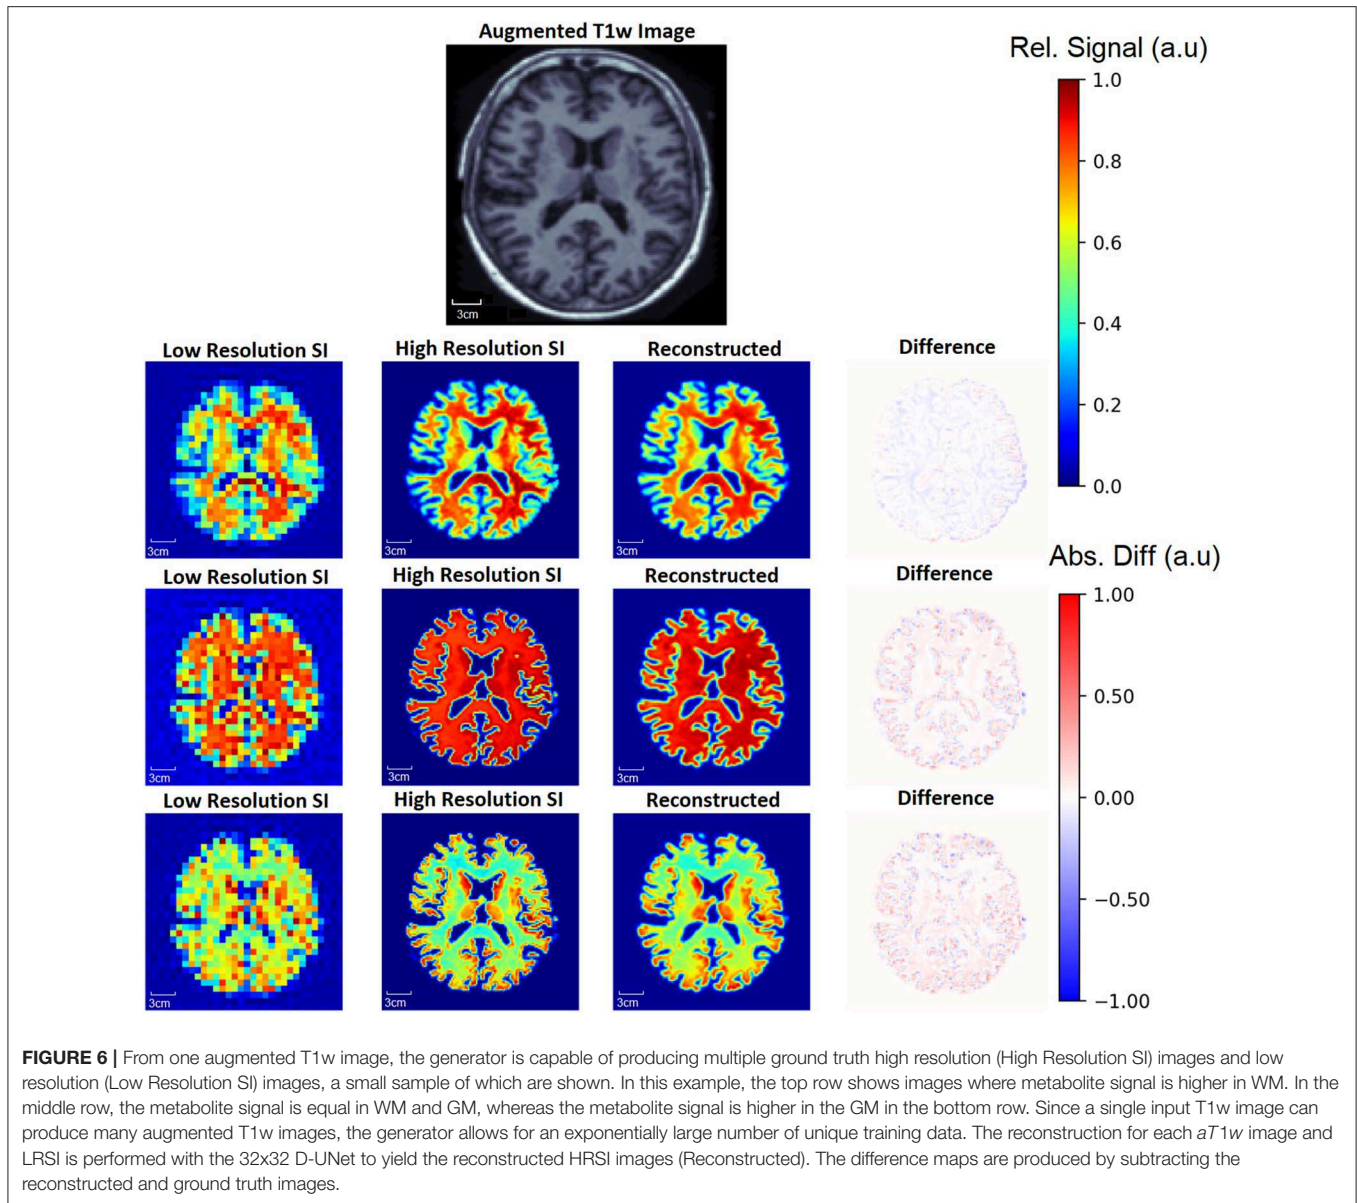 Augmented T1w Image
3cm
Rel. Signal (a.u)
1.0
0.8
0.6
0.4
0.2
0.0
Low Resolution SI
High Resolution SI
Reconstructed
Difference
3cm
3cm
3cm
Abs. Diff (a.u)
1.00
0.50
0.00
−0.50
−1.00
Low Resolution SI
High Resolution SI
Reconstructed
Difference
3cm
3cm
3cm
Low Resolution SI
High Resolution SI
Reconstructed
Difference
3cm
3cm
3cm
FIGURE 6 | From one augmented T1w image, the generator is capable of producing multiple ground truth high resolution (High Resolution SI) images and low
resolution (Low Resolution SI) images, a small sample of which are shown. In this example, the top row shows images where metabolite signal is higher in WM. In the
middle row, the metabolite signal is equal in WM and GM, whereas the metabolite signal is higher in the GM in the bottom row. Since a single input T1w image can
produce many augmented T1w images, the generator allows for an exponentially large number of unique training data. The reconstruction for each aT1w image and
LRSI is performed with the 32x32 D-UNet to yield the reconstructed HRSI images (Reconstructed). The difference maps are produced by subtracting the
reconstructed and ground truth images.